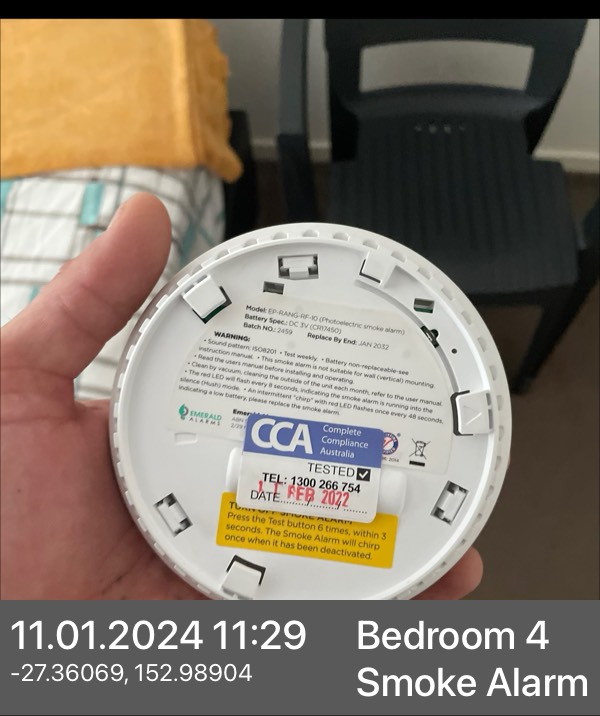 Model: EP-RANG-RF-10 (Photoelectric smoke alarm)
Battery Spec.: DC 3V (CR17450)
Batch NO.: 2459 Replace By End: JAN 2032
WARNING:
• Sound pattern: ISO8201 • Test weekly. • Battery non-replaceable-see
instruction manual. • This smoke alarm is not suitable for wall (vertical) mounting.
• Read the users manual before installing and operating.
• Clean by vacuum, cleaning the outside of the unit each month, refer to the user manual.
• The red LED will flash every 8 seconds, indicating the smoke alarm is running into the
silence (Hush) mode. • An intermittent "chirp" with red LED flashes once every 48 seconds,
indicating a low battery, please replace the smoke alarm.
EMERALD
ALARMS
CCA Complete
Compliance
Australia
TESTED
TEL: 1300 266 754
DATE 11 FEB 2022
TURN OFF SMOKE ALARM
Press the Test button 6 times, within 3
seconds. The Smoke Alarm will chirp
once when it has been deactivated.
11.01.2024 11:29
-27.36069, 152.98904
Bedroom 4
Smoke Alarm